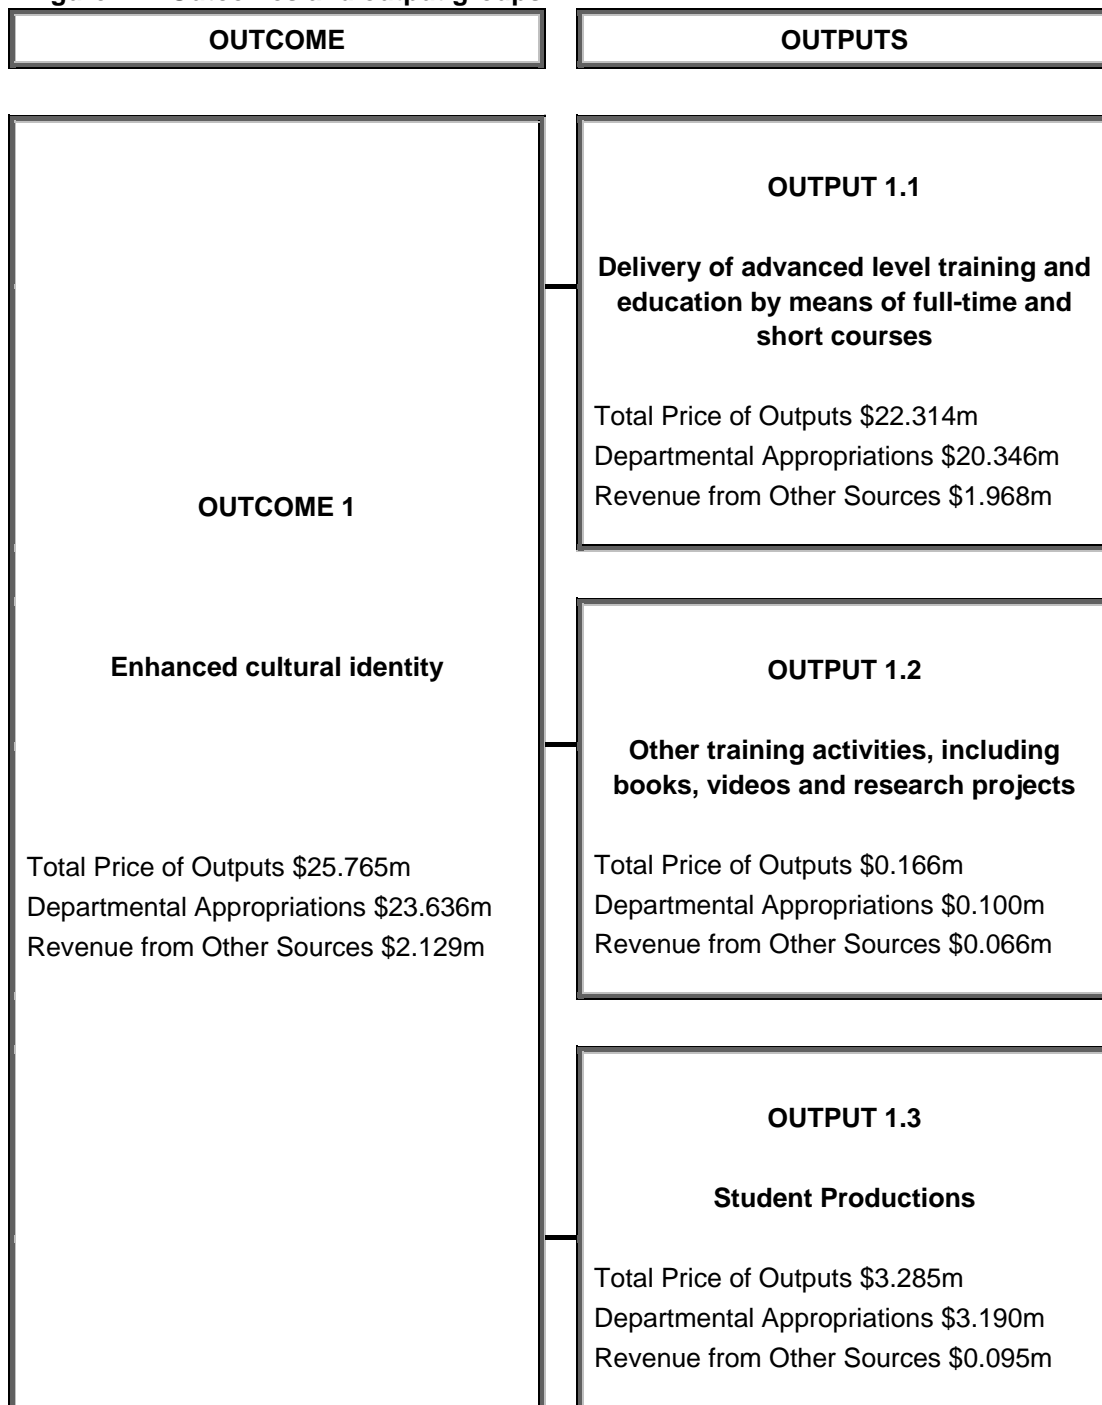 Outcomes and output groups
OUTCOME
OUTPUTS
OUTCOME 1
Enhanced cultural identity
Total Price of Outputs $25.765m
Departmental Appropriations $23.636m
Revenue from Other Sources $2.129m
OUTPUT 1.1
Delivery of advanced level training and
education by means of full-time and
short courses
Total Price of Outputs $22.314m
Departmental Appropriations $20.346m
Revenue from Other Sources $1.968m
OUTPUT 1.2
Other training activities, including
books, videos and research projects
Total Price of Outputs $0.166m
Departmental Appropriations $0.100m
Revenue from Other Sources $0.066m
OUTPUT 1.3
Student Productions
Total Price of Outputs $3.285m
Departmental Appropriations $3.190m
Revenue from Other Sources $0.095m